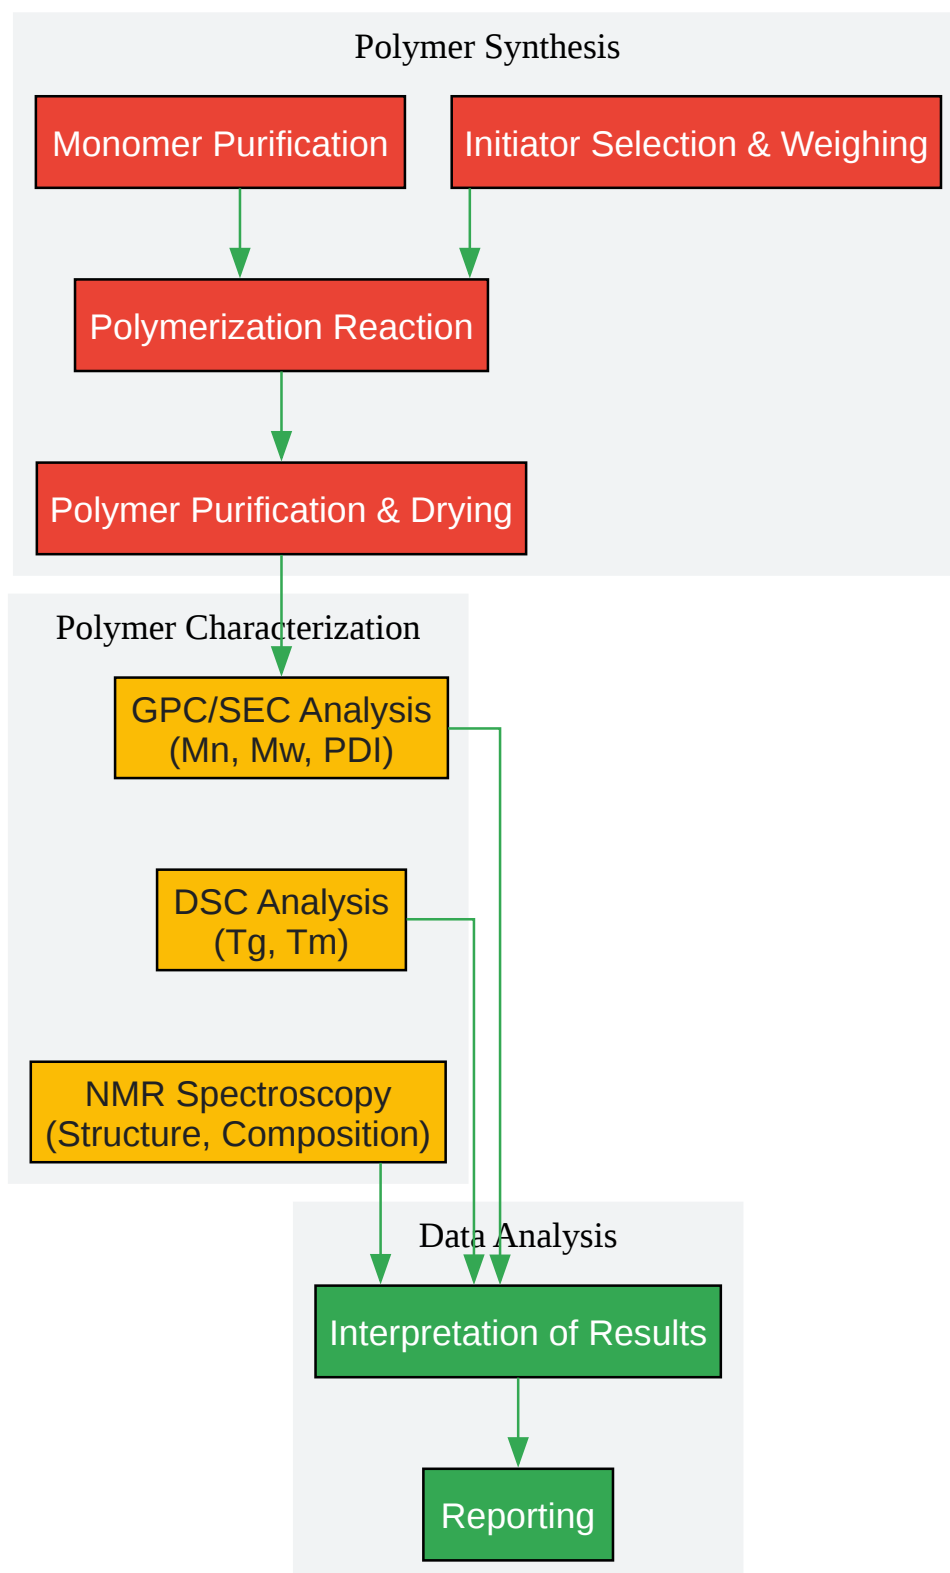 Polymer Synthesis
Monomer Purification
Initiator Selection & Weighing
Polymerization Reaction
Polymer Purification & Drying
Polymer Characterization
GPC/SEC Analysis
(Mn, Mw, PDI)
DSC Analysis
(Tg, Tm)
NMR Spectroscopy
(Structure, Composition)
Data Analysis
Interpretation of Results
Reporting